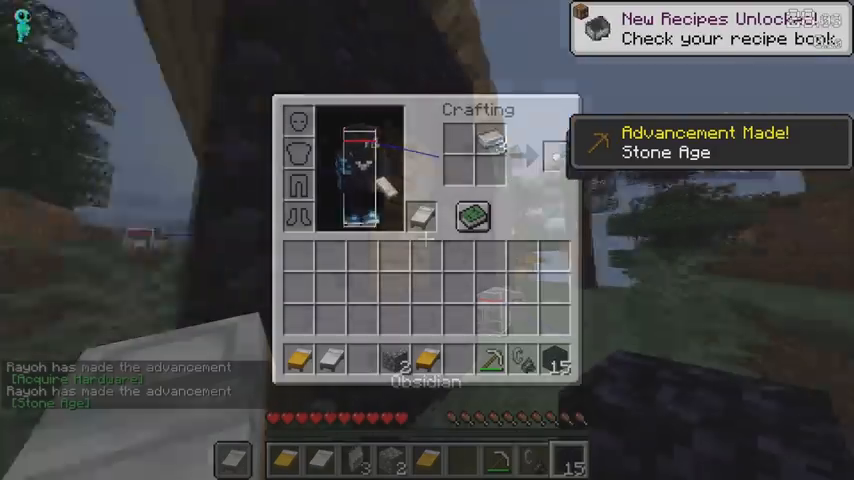 New Recipes Unlocked!
Check your recipe book
Crafting
Advancement Made!
Stone Age
2
15
Rayoh has made the advancement
[Acquire Hardware]
Rayoh has made the advancement
[Stone Age]
Obsidian
3
2
15